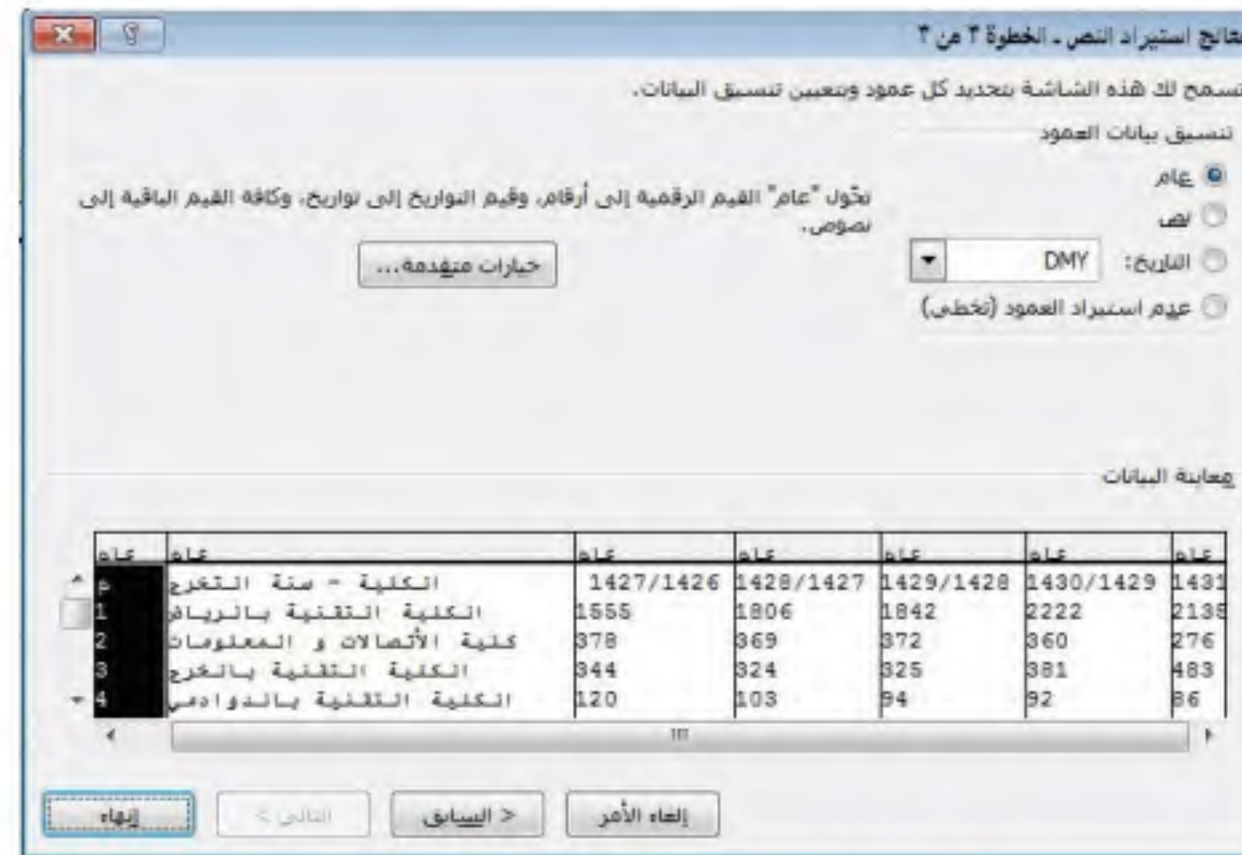 معالج استيراد النص - الخطوة ٣ من ٣
تسمح لك هذه الشاشة بتحديد كل عمود وبتعيين تنسيق البيانات.
تنسيق بيانات العمود
عام
نص
التاريخ: DMY
عدم استيراد العمود (تخطي)
تحّول "عام" القيم الرقمية إلى أرقام، وقيم التواريخ إلى تواريخ، وكافة القيم الباقية إلى
نصوص.
خيارات متقدمة...
معاينة البيانات
عام عام عام عام عام عام عام
م الكلية - سنة التخرج 1427/1426 1428/1427 1429/1428 1430/1429 1431
1 الكلية التقنية بالرياض 1555 1806 1842 2222 2135
2 كلية الأتصالات و المعلومات 378 369 372 360 276
3 الكلية التقنية بالخرج 344 324 325 381 483
4 الكلية التقنية بالدوادمي 120 103 94 92 86
إلغاء الأمر
< السابق
التالي >
إنهاء